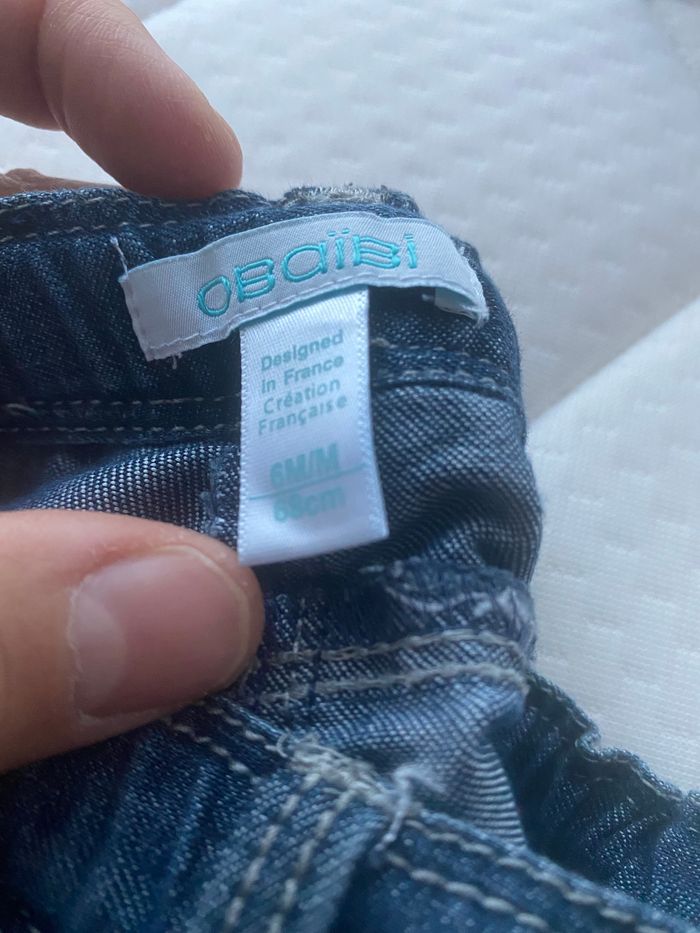 OBaïBi
Designed
In France
Création
Française
6M/M
68cm